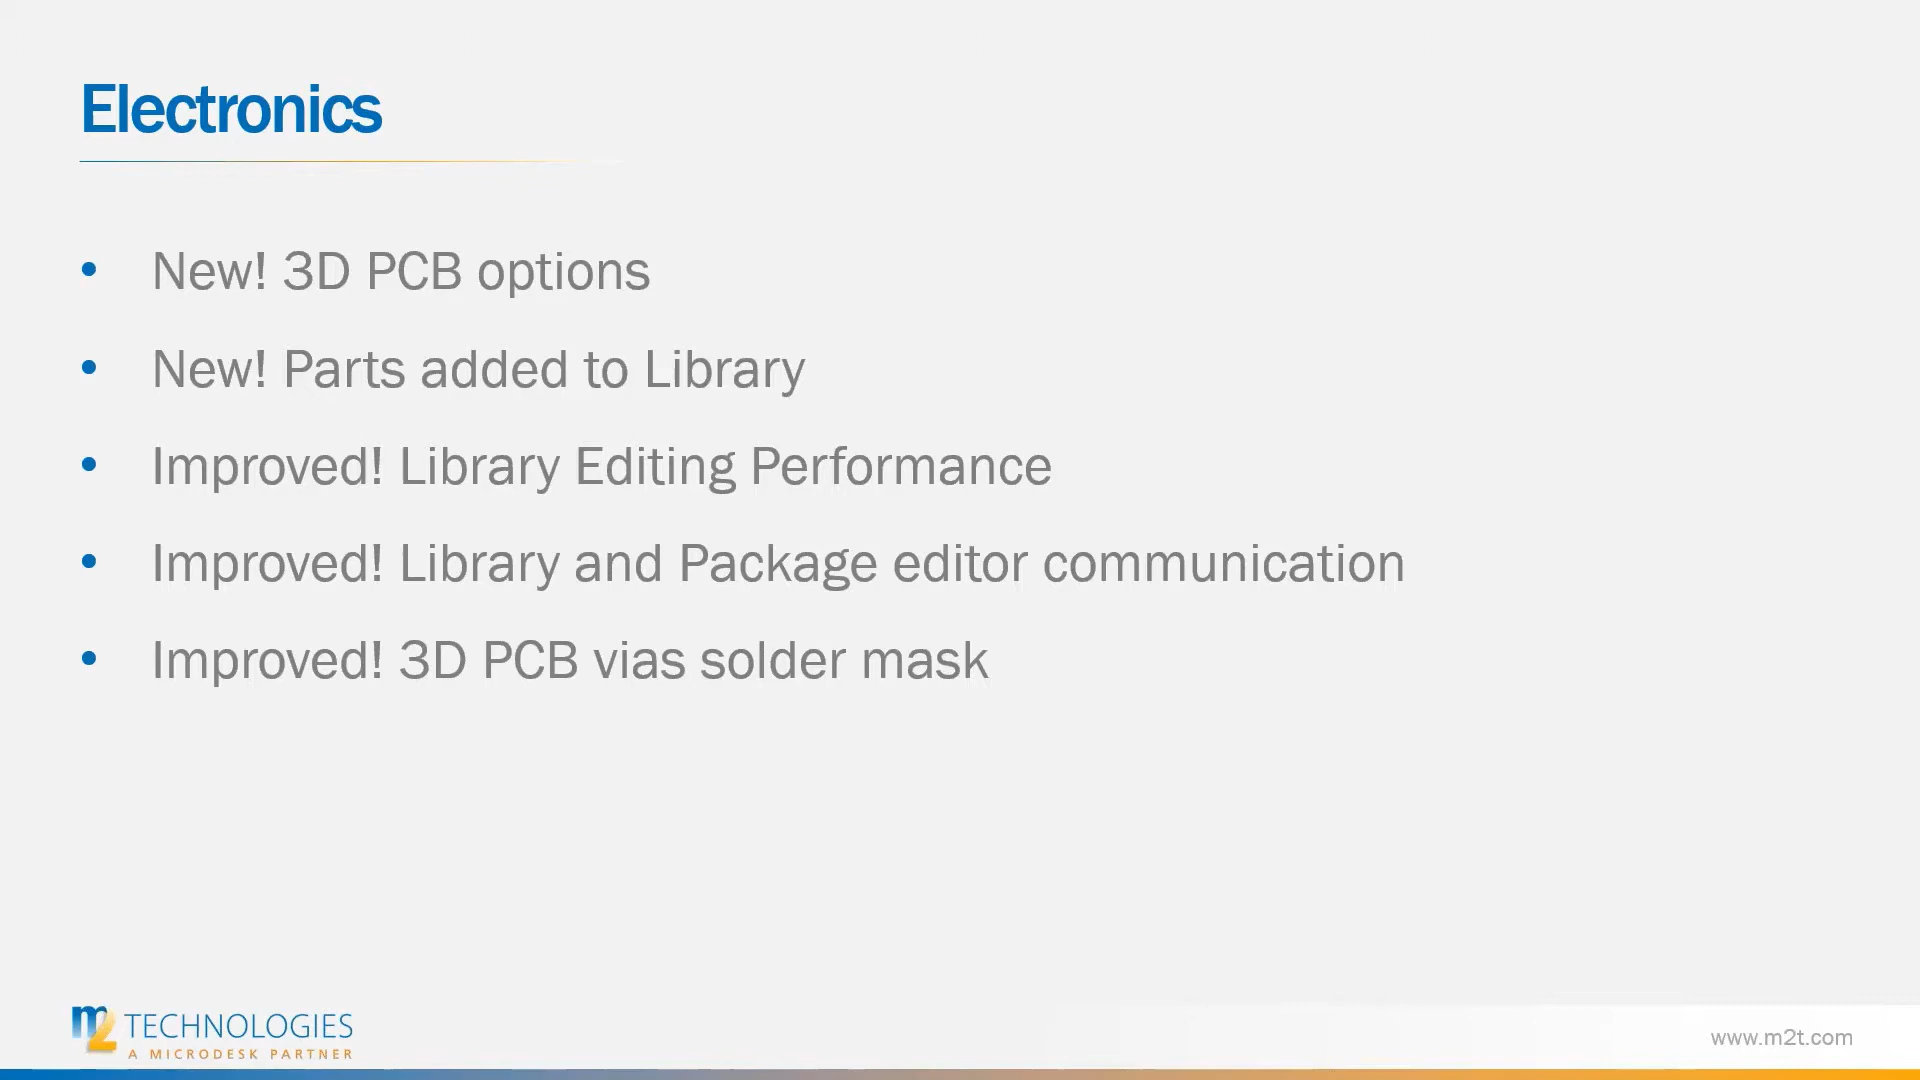 Electronics
• New! 3D PCB options
• New! Parts added to Library
• Improved! Library Editing Performance
• Improved! Library and Package editor communication
• Improved! 3D PCB vias solder mask
m2 TECHNOLOGIES
A MICRODESK PARTNER
www.m2t.com